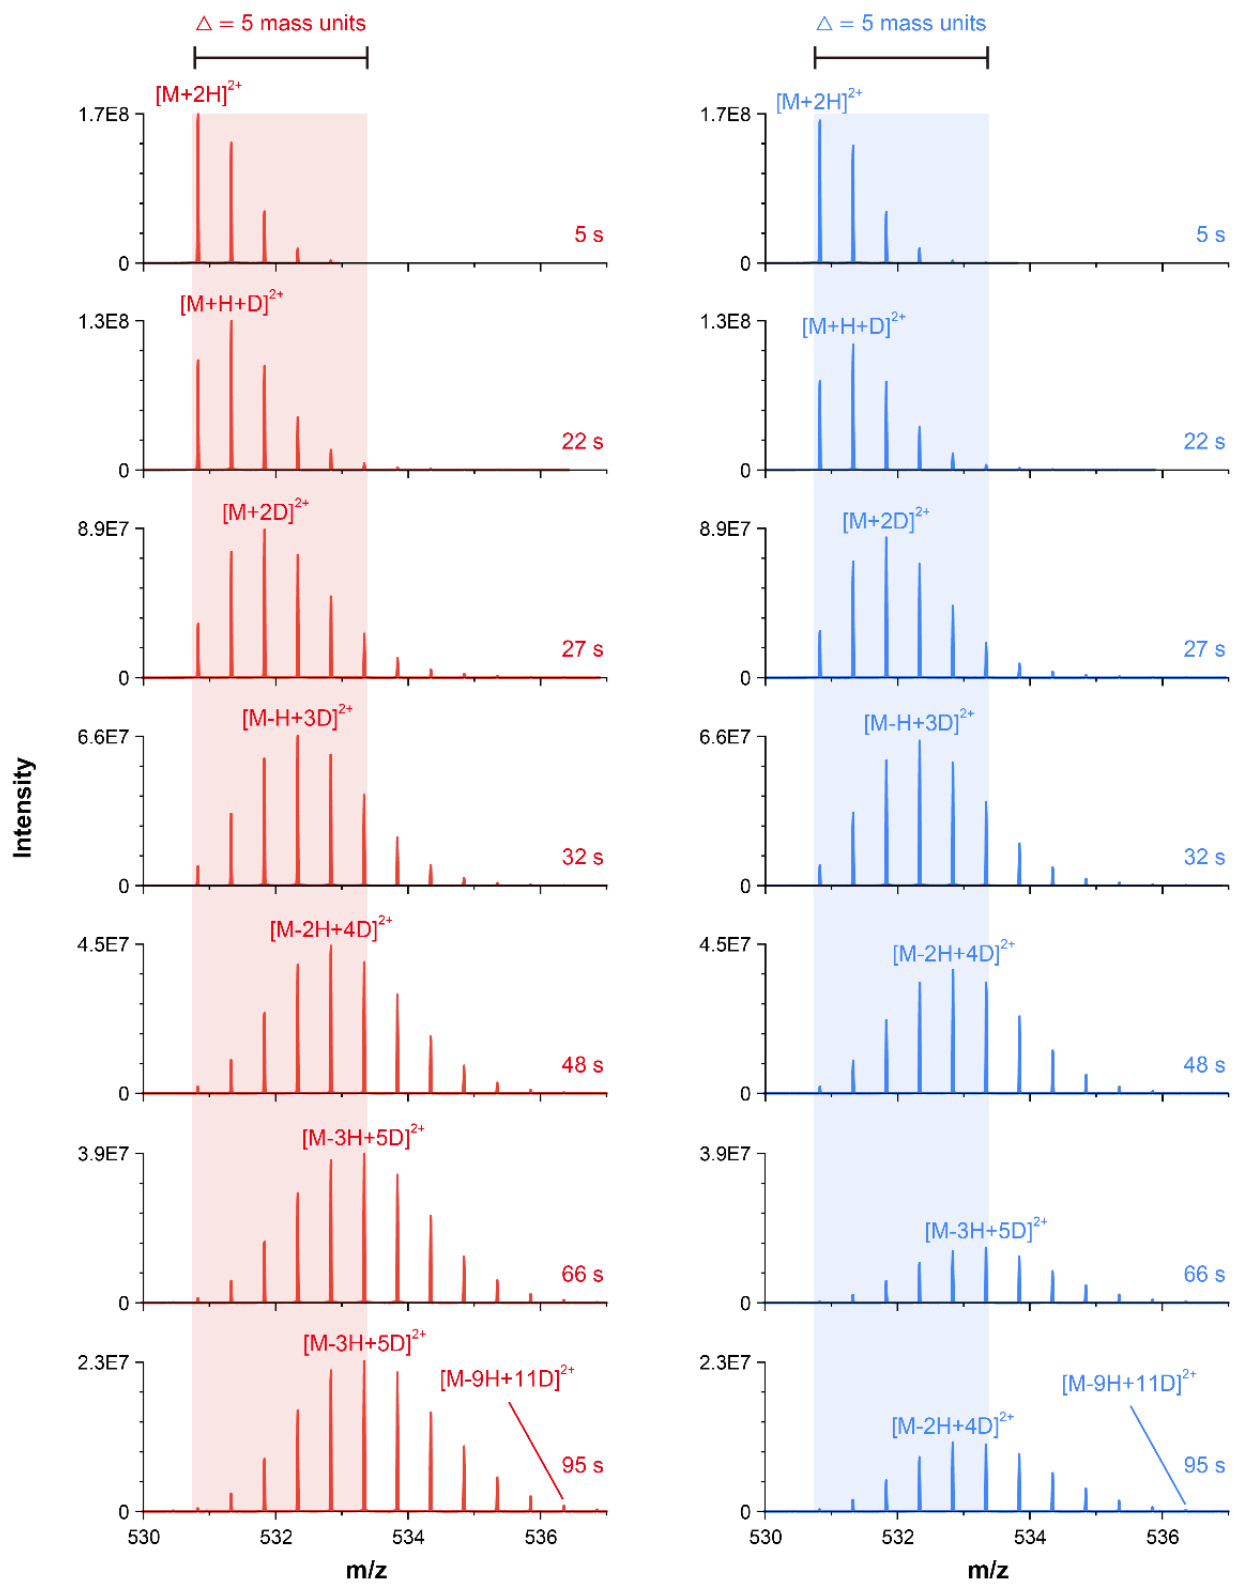 △ = 5 mass units
[M+2H]²⁺
1.7E8
5 s
0
[M+H+D]²⁺
1.3E8
22 s
0
[M+2D]²⁺
8.9E7
27 s
0
[M-H+3D]²⁺
6.6E7
32 s
0
[M-2H+4D]²⁺
4.5E7
48 s
0
[M-3H+5D]²⁺
3.9E7
66 s
0
[M-3H+5D]²⁺
2.3E7
[M-9H+11D]²⁺
95 s
0
530 532 534 536
m/z
Intensity
△ = 5 mass units
[M+2H]²⁺
1.7E8
5 s
0
[M+H+D]²⁺
1.3E8
22 s
0
[M+2D]²⁺
8.9E7
27 s
0
[M-H+3D]²⁺
6.6E7
32 s
0
[M-2H+4D]²⁺
4.5E7
48 s
0
3.9E7
[M-3H+5D]²⁺
66 s
0
2.3E7
[M-9H+11D]²⁺
[M-2H+4D]²⁺
95 s
0
530 532 534 536
m/z